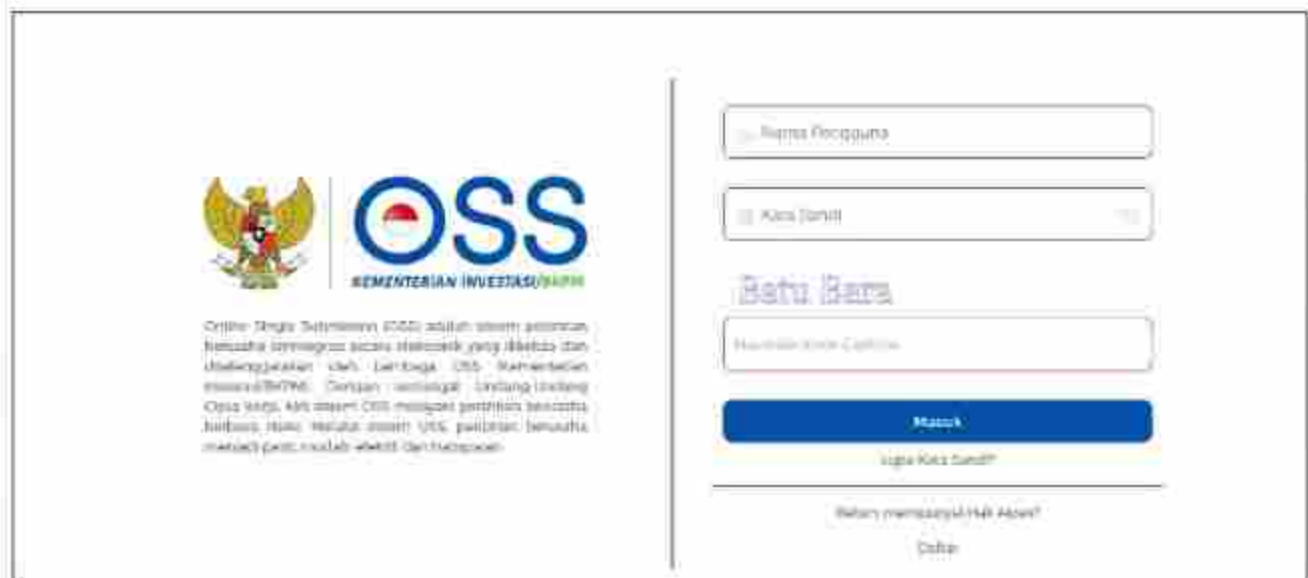 OSS
KEMENTERIAN INVESTASI/BKPM
Online Single Submission (OSS) adalah sistem perizinan
berusaha terintegrasi secara elektronik yang dikelola dan
diselenggarakan oleh Lembaga OSS Kementerian
Investasi/BKPM. Dengan Undang-Undang
Cipta Kerja, kini sistem OSS melayani perizinan berusaha
berbasis risiko. Melalui sistem OSS, perizinan berusaha
menjadi pasti, mudah, efektif dan transparan.
Nama Pengguna
Kata Sandi
Batu Bara
Masukkan Kode Captcha
Masuk
Lupa Kata Sandi?
Belum mempunyai Hak Akses?
Daftar